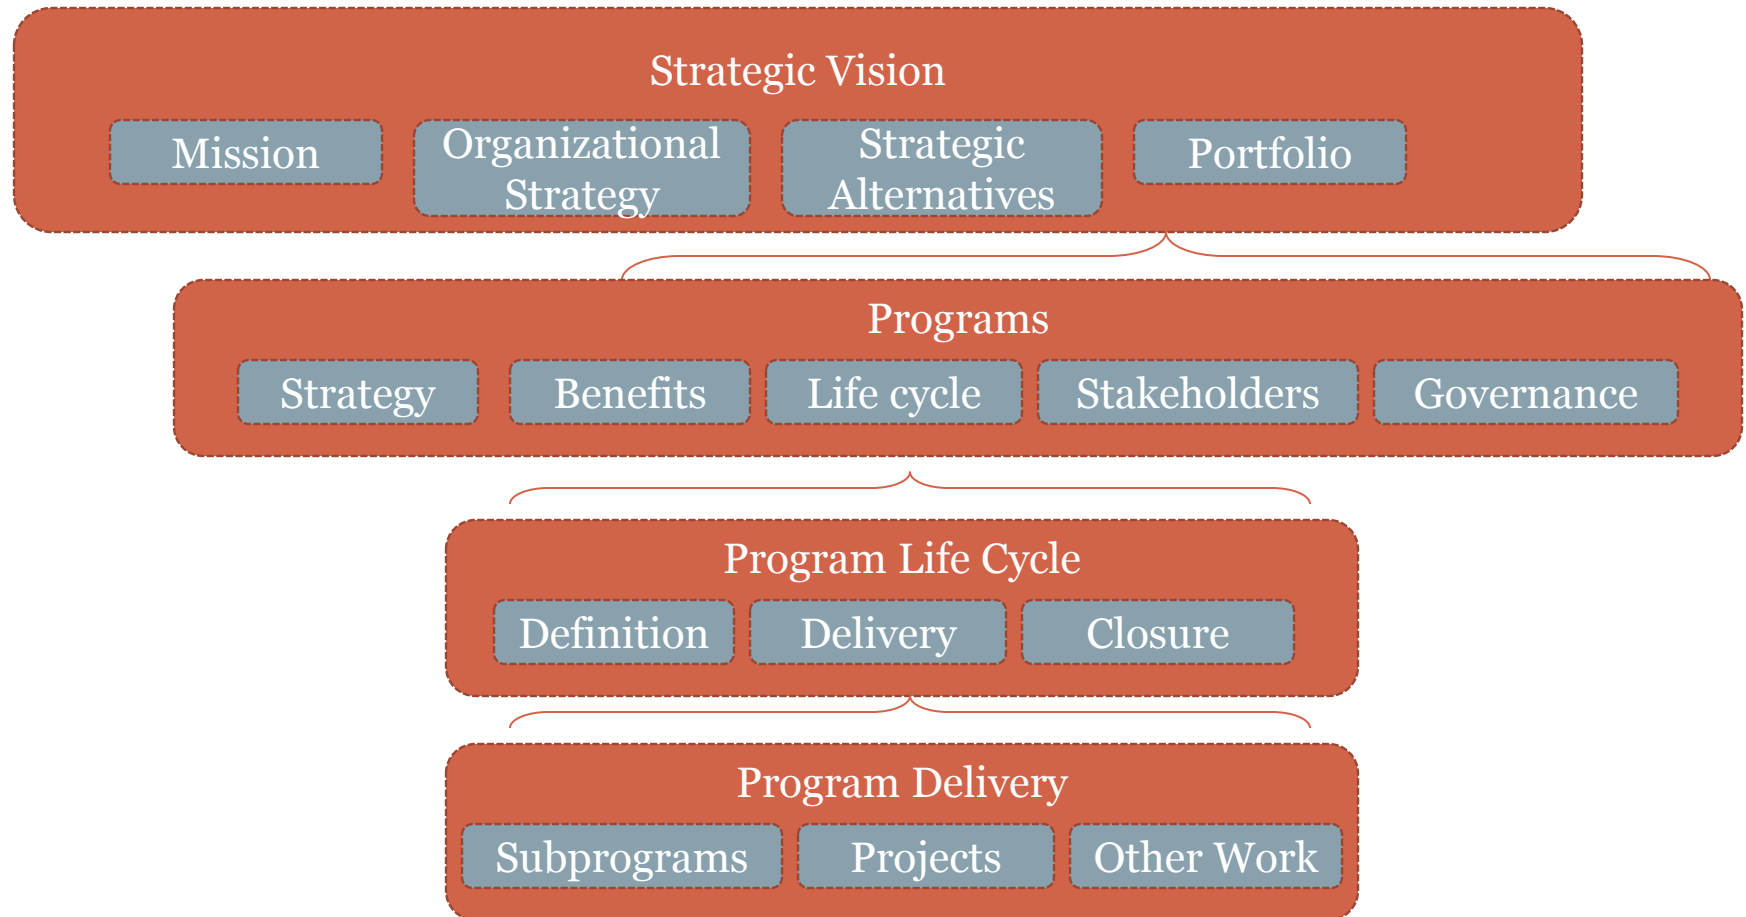 Strategic Vision
Mission
Organizational
Strategy
Strategic
Alternatives
Portfolio
Programs
Strategy
Benefits
Life cycle
Stakeholders
Governance
Program Life Cycle
Definition
Delivery
Closure
Program Delivery
Subprograms
Projects
Other Work